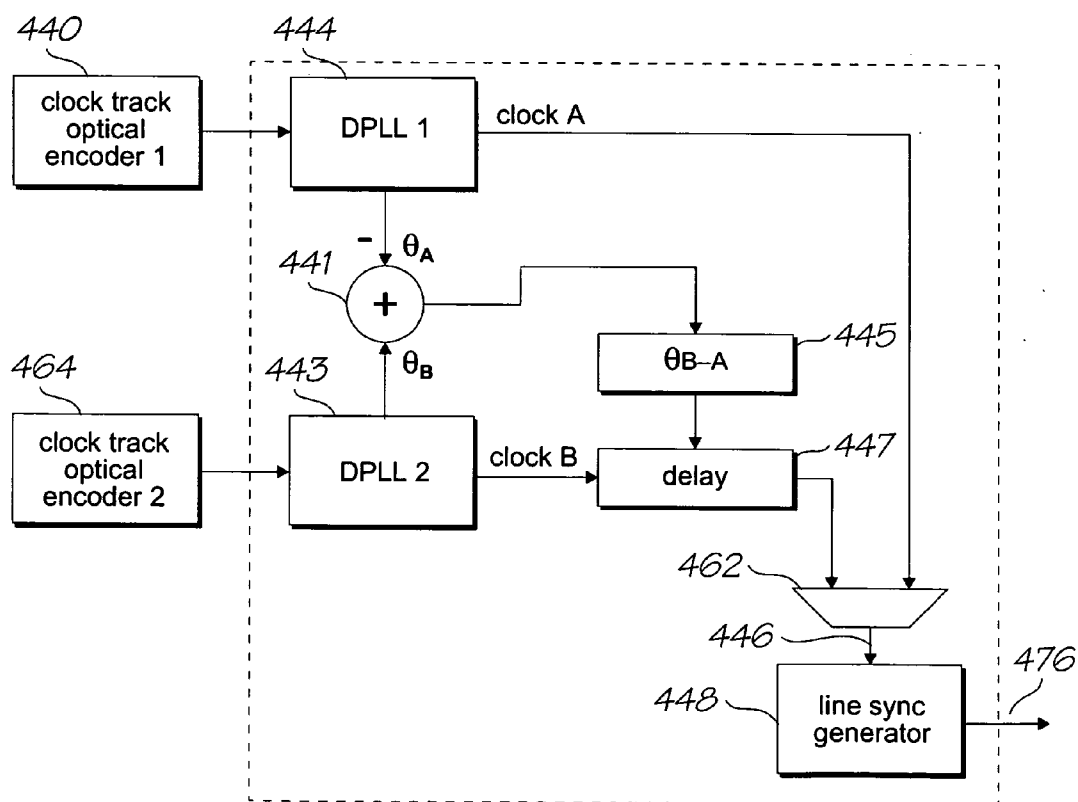 440
clock track
optical
encoder 1
444
DPLL 1
clock A
- θA
441
+
θB
θB–A
445
464
clock track
optical
encoder 2
443
DPLL 2
clock B
delay
447
462
446
448
line sync
generator
476